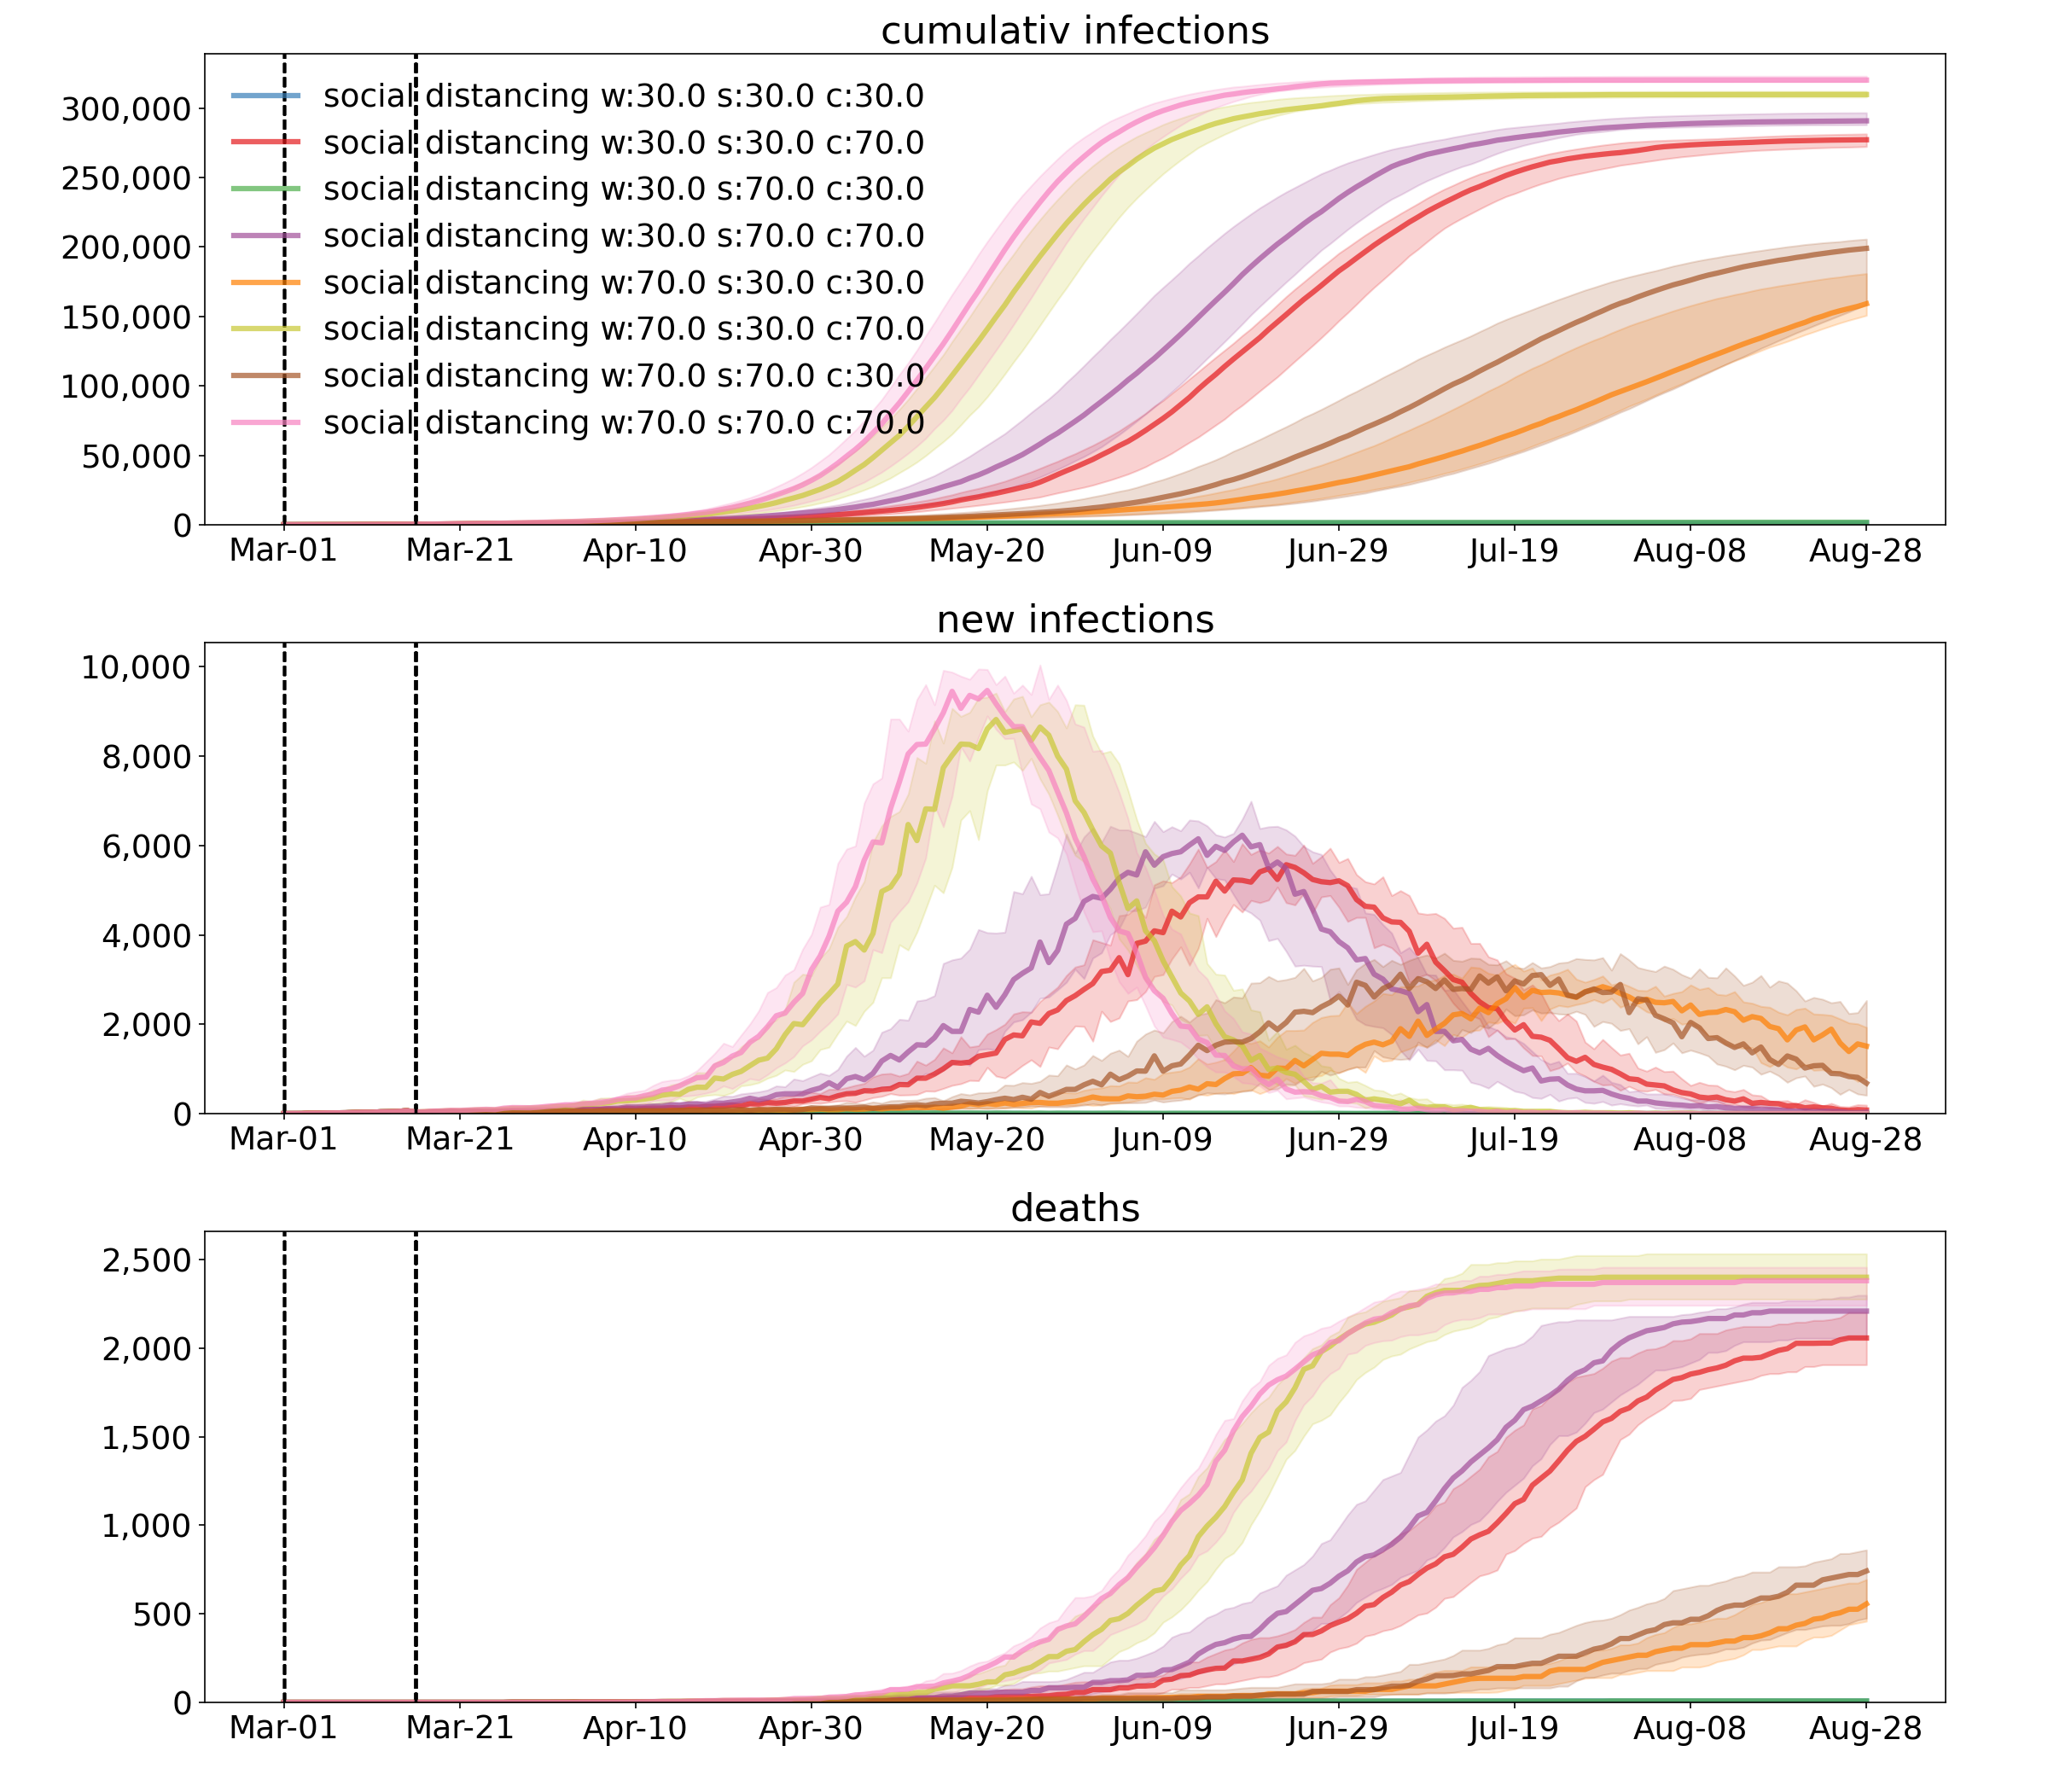 cumulativ infections
300,000
250,000
200,000
150,000
100,000
50,000
0
social distancing w:30.0 s:30.0 c:30.0
social distancing w:30.0 s:30.0 c:70.0
social distancing w:30.0 s:70.0 c:30.0
social distancing w:30.0 s:70.0 c:70.0
social distancing w:70.0 s:30.0 c:30.0
social distancing w:70.0 s:30.0 c:70.0
social distancing w:70.0 s:70.0 c:30.0
social distancing w:70.0 s:70.0 c:70.0
Mar-01 Mar-21 Apr-10 Apr-30 May-20 Jun-09 Jun-29 Jul-19 Aug-08 Aug-28
new infections
10,000
8,000
6,000
4,000
2,000
0
Mar-01 Mar-21 Apr-10 Apr-30 May-20 Jun-09 Jun-29 Jul-19 Aug-08 Aug-28
deaths
2,500
2,000
1,500
1,000
500
0
Mar-01 Mar-21 Apr-10 Apr-30 May-20 Jun-09 Jun-29 Jul-19 Aug-08 Aug-28